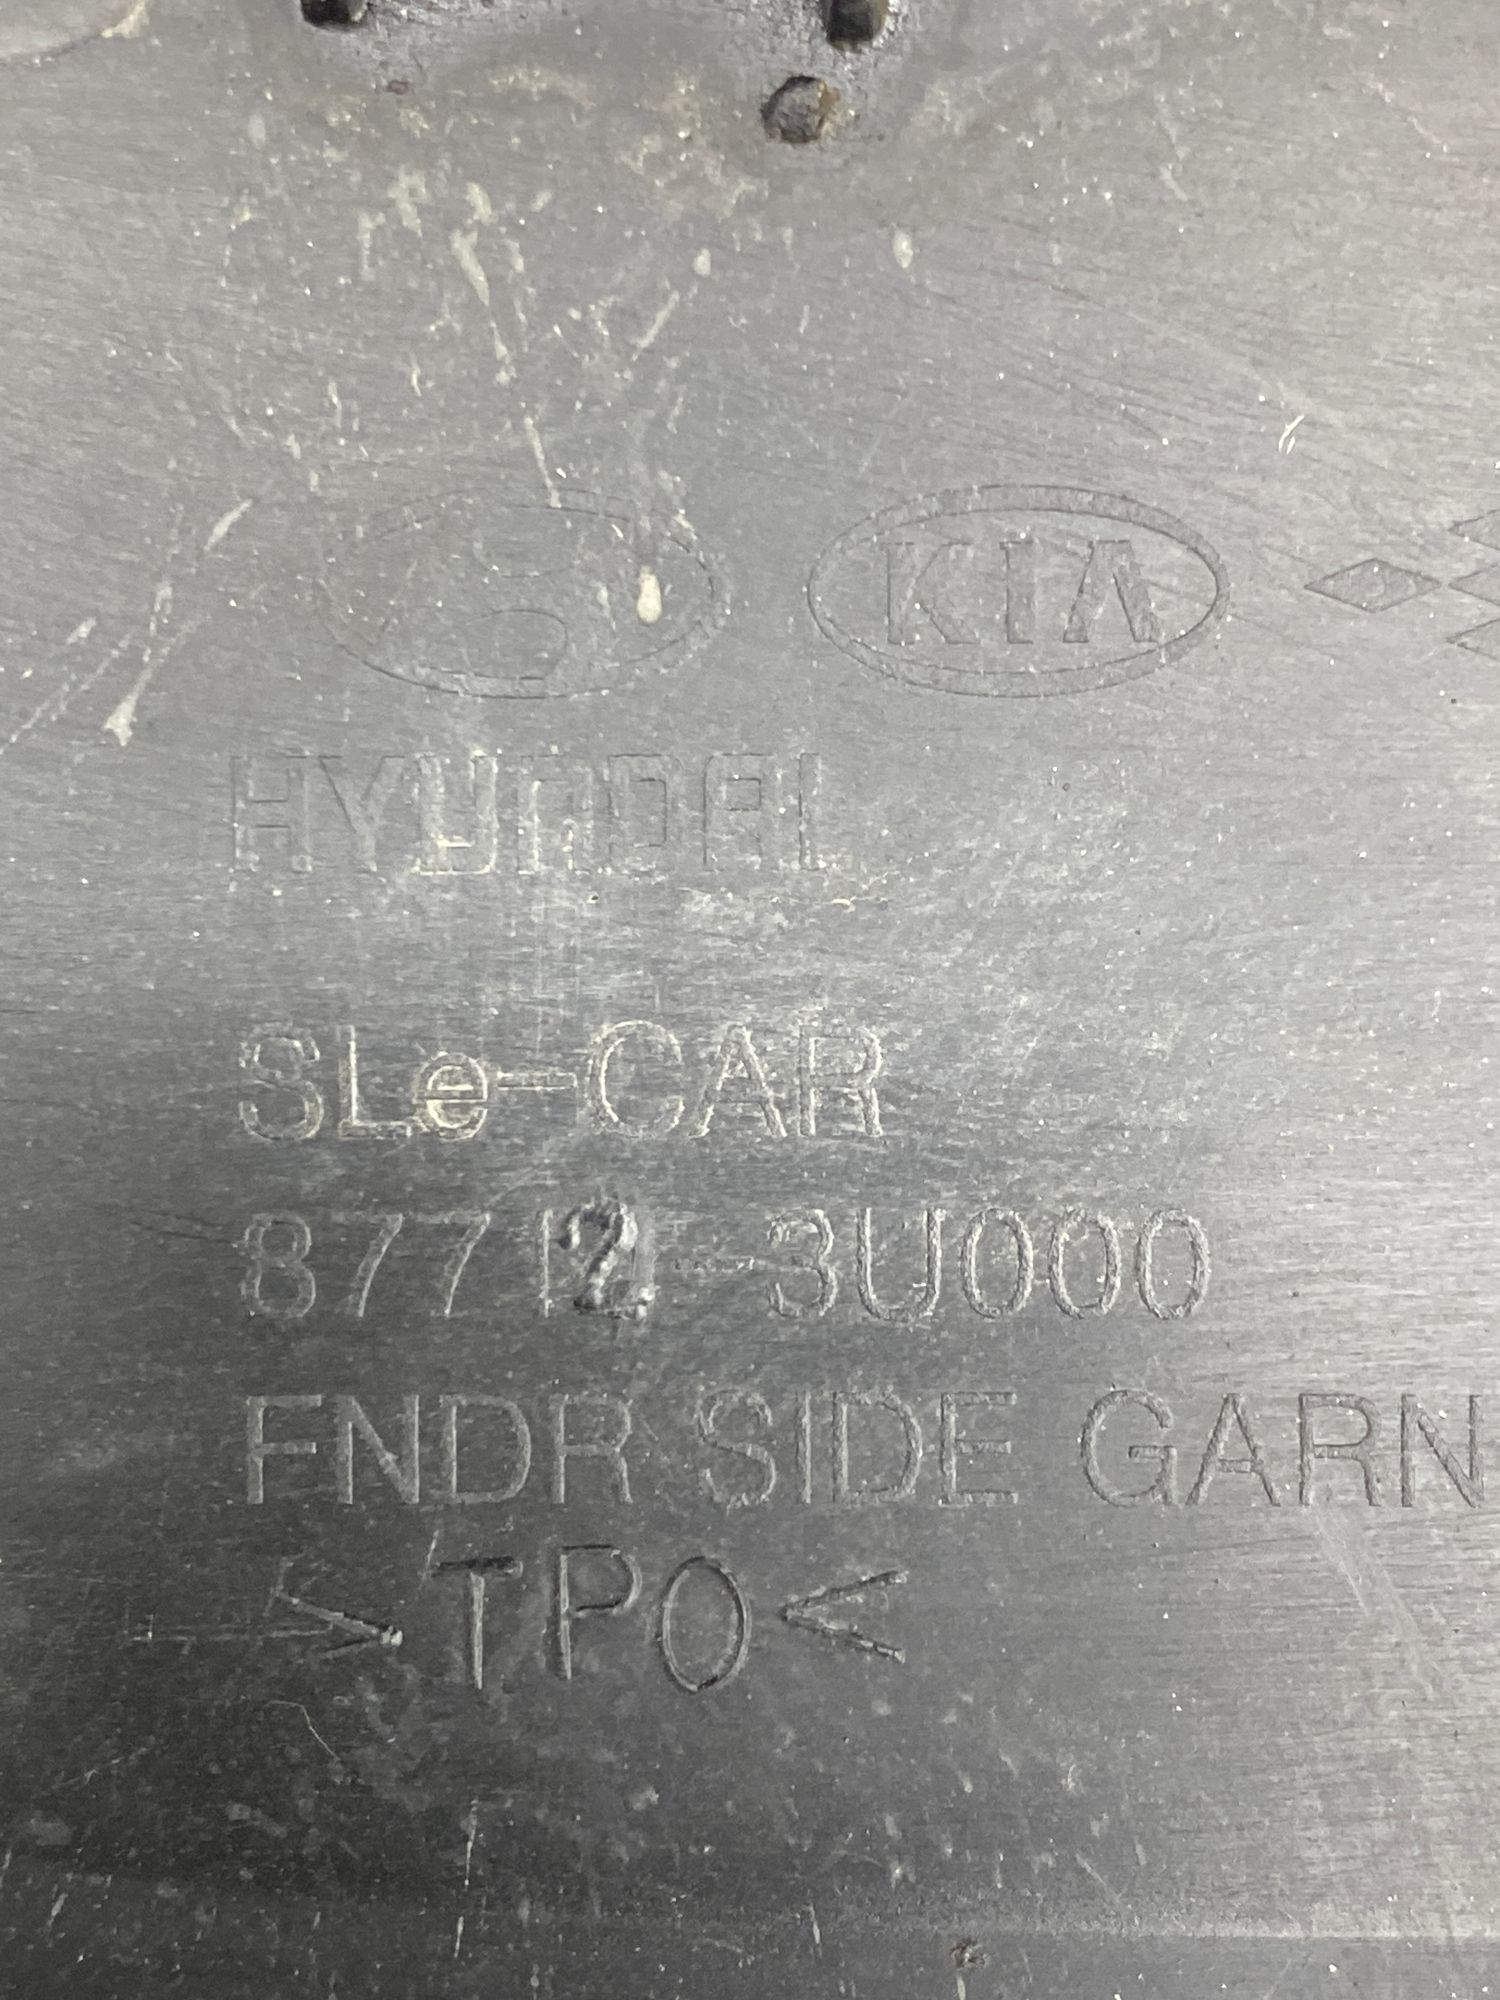 KIA
HYUNDAI
SLe-CAR
87712-3U000
FNDR SIDE GARN
>TPO<